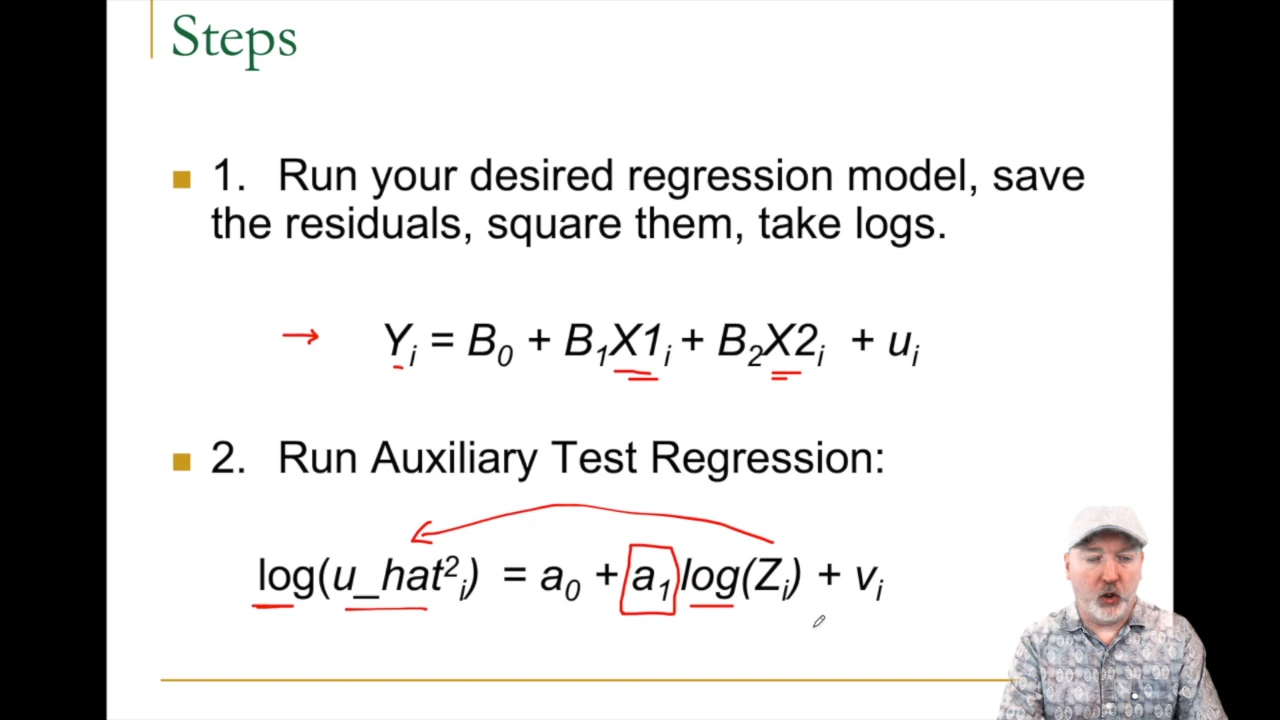 Steps
1. Run your desired regression model, save
the residuals, square them, take logs.
→ Yᵢ = B₀ + B₁X1ᵢ + B₂X2ᵢ + uᵢ
2. Run Auxiliary Test Regression:
log(u_hat²ᵢ) = a₀ + a₁log(Zᵢ) + vᵢ